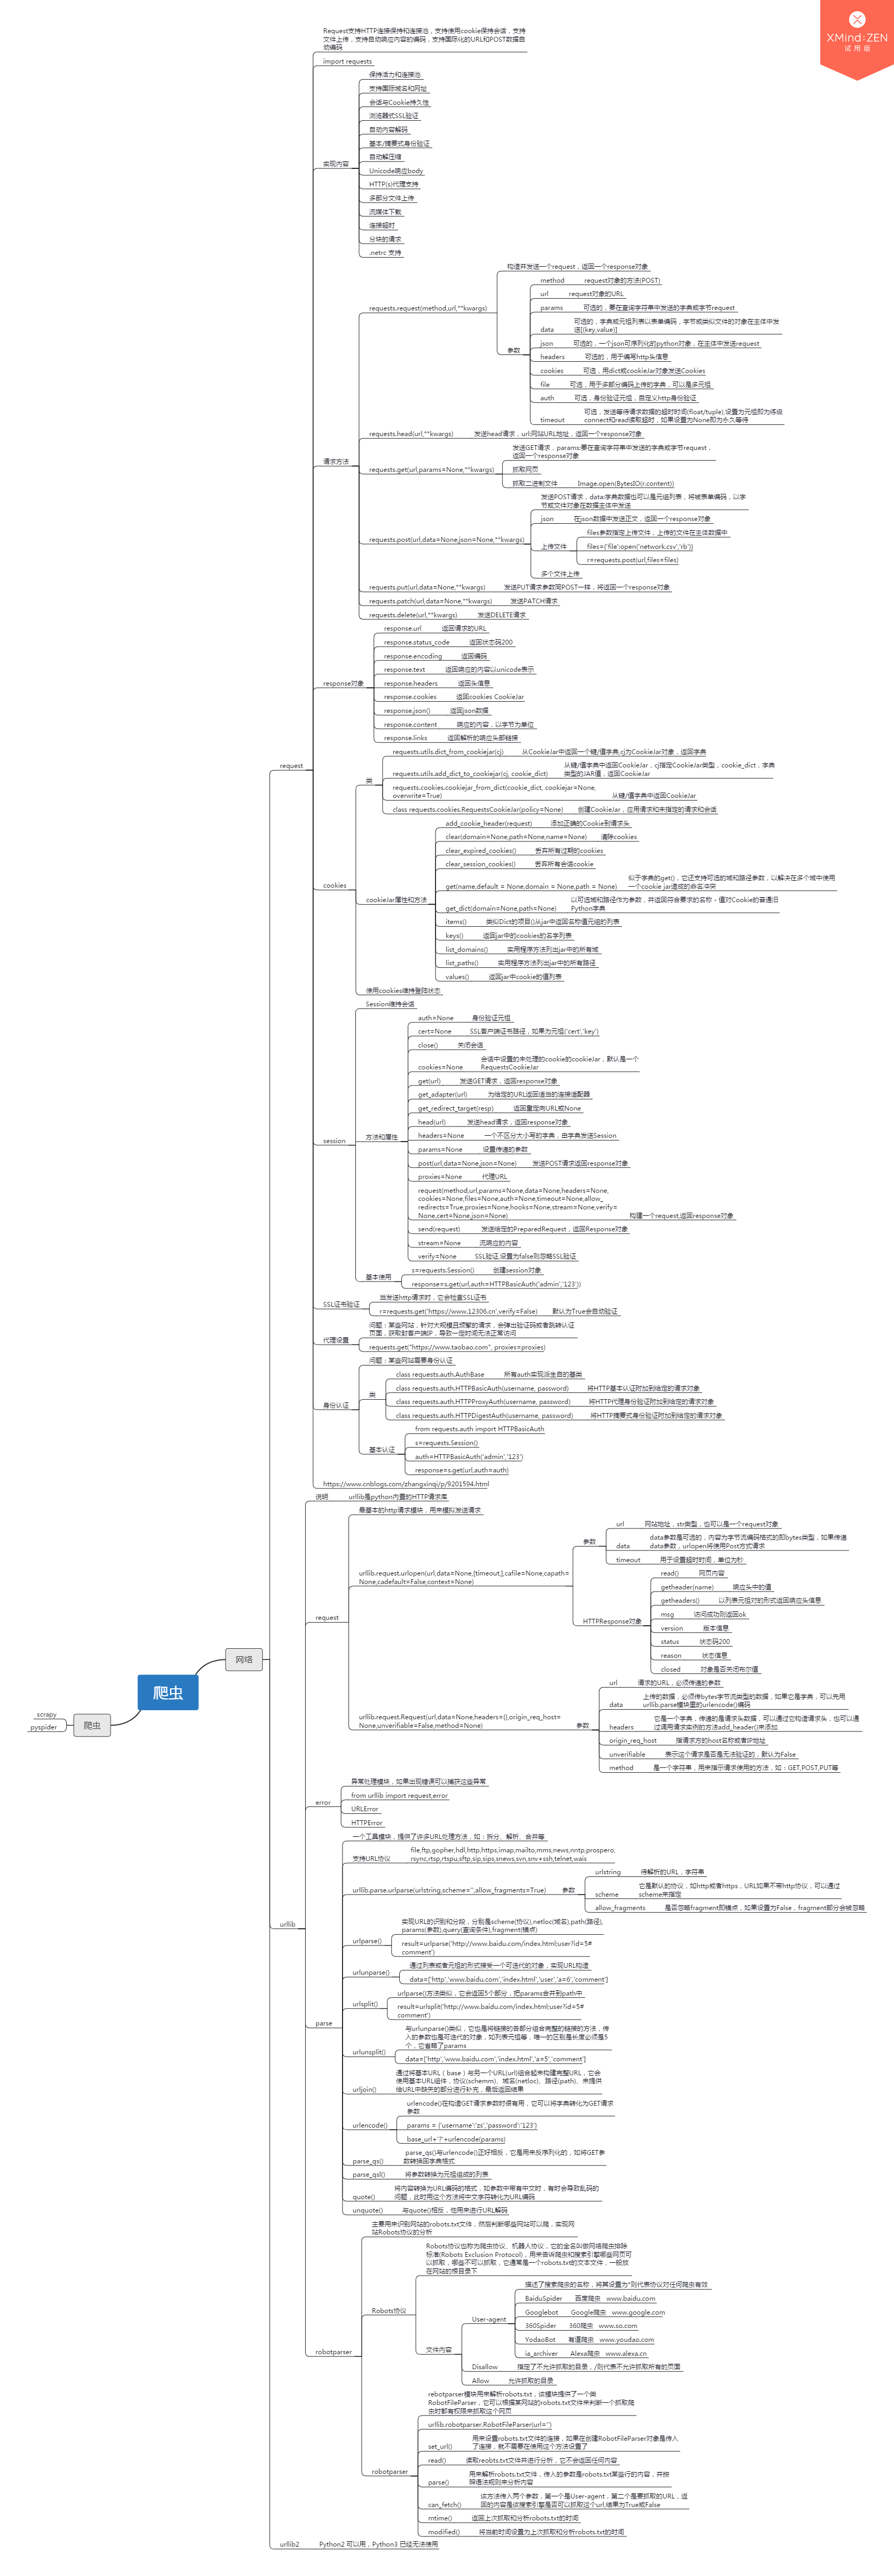 XMind:ZEN
试用版
Request支持HTTP连接保持和连接池，支持使用cookie保持会话，支持
文件上传，支持自动响应内容的编码，支持国际化的URL和POST数据自
动编码
import requests
实现内容
保持活力和连接池
支持国际域名和网址
会话与Cookie持久性
浏览器式SSL验证
自动内容解码
基本/摘要式身份验证
自动解压缩
Unicode响应body
HTTP(s)代理支持
多部分文件上传
流媒体下载
连接超时
分块的请求
.netrc 支持
请求方法
requests.request(method,url,**kwargs)
构造并发送一个request，返回一个response对象
参数
method request对象的方法(POST)
url request对象的URL
params 可选的，要在查询字符串中发送的字典或字节request
data 可选的，字典或元组列表以表单编码，字节或类似文件的对象在主体中发
送[(key,value)]
json 可选的，一个json可序列化的python对象，在主体中发送request
headers 可选的，用于编写http头信息
cookies 可选，用dict或cookieJar对象发送Cookies
file 可选，用于多部分编码上传的字典，可以是多元组
auth 可选，身份验证元组，自定义http身份验证
timeout 可选，发送等待请求数据的超时时间(float/tuple),设置为元组即为练级
connect和read读取超时，如果设置为None即为永久等待
requests.head(url,**kwargs) 发送head请求，url:网站URL地址，返回一个response对象
requests.get(url,params=None,**kwargs)
发送GET请求，params:要在查询字符串中发送的字典或字节request，
返回一个response对象
抓取网页
抓取二进制文件 Image.open(BytesIO(r.content))
requests.post(url,data=None,json=None,**kwargs)
发送POST请求，data:字典数据也可以是元组列表，将被表单编码，以字
节或文件对象在数据主体中发送
json 在json数据中发送正文，返回一个response对象
上传文件
files参数指定上传文件，上传的文件在主体数据中
files={'file':open('network.csv','rb')}
r=requests.post(url,files=files)
多个文件上传
requests.put(url,data=None,**kwargs) 发送PUT请求参数同POST一样，将返回一个response对象
requests.patch(url,data=None,**kwargs) 发送PATCH请求
requests.delete(url,**kwargs) 发送DELETE请求
response对象
response.url 返回请求的URL
response.status_code 返回状态码200
response.encoding 返回编码
response.text 返回响应的内容以unicode表示
response.headers 返回头信息
response.cookies 返回cookies CookieJar
response.json() 返回json数据
response.content 响应的内容，以字节为单位
response.links 返回解析的响应头部链接
request
cookies
类
requests.utils.dict_from_cookiejar(cj) 从CookieJar中返回一个键/值字典,cj为CookieJar对象，返回字典
requests.utils.add_dict_to_cookiejar(cj, cookie_dict) 从键/值字典中返回CookieJar，cj指定CookieJar类型，cookie_dict，字典
类型的JAR值，返回CookieJar
requests.cookies.cookiejar_from_dict(cookie_dict, cookiejar=None,
overwrite=True) 从键/值字典中返回CookieJar
class requests.cookies.RequestsCookieJar(policy=None) 创建CookieJar，应用请求和未指定的请求和会话
cookieJar属性和方法
add_cookie_header(request) 添加正确的Cookie到请求头
clear(domain=None,path=None,name=None) 清除cookies
clear_expired_cookies() 丢弃所有过期的cookies
clear_session_cookies() 丢弃所有会话cookie
get(name,default = None,domain = None,path = None) 似于字典的get()，它还支持可选的域和路径参数，以解决在多个域中使用
一个cookie jar造成的命名冲突
get_dict(domain=None,path=None) 以可选域和路径作为参数，并返回符合要求的名称 - 值对Cookie的普通旧
Python字典
items() 类似Dict的项目()从jar中返回名称值元组的列表
keys() 返回jar中的cookies的名字列表
list_domains() 实用程序方法列出jar中的所有域
list_paths() 实用程序方法列出jar中的所有路径
values() 返回jar中cookie的值列表
使用cookies维持登陆状态
session
Session维持会话
方法和属性
auth=None 身份验证元组
cert=None SSL客户端证书路径，如果为元组('cert','key')
close() 关闭会话
cookies=None 会话中设置的未处理的cookie的cookieJar，默认是一个
RequestsCookieJar
get(url) 发送GET请求，返回response对象
get_adapter(url) 为给定的URL返回适当的连接适配器
get_redirect_target(resp) 返回重定向URL或None
head(url) 发送head请求，返回response对象
headers=None 一个不区分大小写的字典，由字典发送Session
params=None 设置传递的参数
post(url,data=None,json=None) 发送POST请求返回response对象
proxies=None 代理URL
request(method,url,params=None,data=None,headers=None,
cookies=None,files=None,auth=None,timeout=None,allow_
redirects=True,proxies=None,hooks=None,stream=None,verify=
None,cert=None,json=None) 构建一个request,返回response对象
send(request) 发送给定的PreparedRequest，返回Response对象
stream=None 流响应的内容
verify=None SSL验证,设置为false则忽略SSL验证
基本使用
s=requests.Session() 创建session对象
response=s.get(url,auth=HTTPBasicAuth('admin','123'))
SSL证书验证
当发送http请求时，它会检查SSL证书
r=requests.get('https://www.12306.cn',verify=False) 默认为True会自动验证
代理设置
问题：某些网站，针对大规模且频繁的请求，会弹出验证码或者跳转认证
页面，获取封客户端IP，导致一定时间无法正常访问
requests.get("https://www.taobao.com", proxies=proxies)
身份认证
问题：某些网站需要身份认证
类
class requests.auth.AuthBase 所有auth实现派生自的基类
class requests.auth.HTTPBasicAuth(username, password) 将HTTP基本认证附加到给定的请求对象
class requests.auth.HTTPProxyAuth(username, password) 将HTTP代理身份验证附加到给定的请求对象
class requests.auth.HTTPDigestAuth(username, password) 将HTTP摘要式身份验证附加到给定的请求对象
基本认证
from requests.auth import HTTPBasicAuth
s=requests.Session()
auth=HTTPBasicAuth('admin','123')
response=s.get(url,auth=auth)
https://www.cnblogs.com/zhangxinqi/p/9201594.html
说明 urllib是python内置的HTTP请求库
request
最基本的http请求模块，用来模拟发送请求
urllib.request.urlopen(url,data=None,[timeout,],cafile=None,capath=
None,cadefault=False,context=None)
参数
url 网站地址，str类型，也可以是一个request对象
data data参数是可选的，内容为字节流编码格式的即bytes类型，如果传递
data参数，urlopen将使用Post方式请求
timeout 用于设置超时时间，单位为秒
HTTPResponse对象
read() 网页内容
getheader(name) 响应头中的值
getheaders() 以列表元组对的形式返回响应头信息
msg 访问成功则返回ok
version 版本信息
status 状态码200
reason 状态信息
closed 对象是否关闭布尔值
urllib.request.Request(url,data=None,headers={},origin_req_host=
None,unverifiable=False,method=None) 参数
url 请求的URL，必须传递的参数
data 上传的数据，必须传bytes字节流类型的数据，如果它是字典，可以先用
urllib.parse模块里的urlencode()编码
headers 它是一个字典，传递的是请求头数据，可以通过它构造请求头，也可以通
过调用请求实例的方法add_header()来添加
origin_req_host 指请求方的host名称或者IP地址
unverifiable 表示这个请求是否是无法验证的，默认为False
method 是一个字符串，用来指示请求使用的方法，如：GET,POST,PUT等
网络
爬虫
爬虫
scrapy
pyspider
error
异常处理模块，如果出现错误可以捕获这些异常
from urllib import request,error
URLError
HTTPError
urllib
parse
一个工具模块，提供了许多URL处理方法，如：拆分、解析、合并等
支持URL协议 file,ftp,gopher,hdl,http,https,imap,mailto,mms,news,nntp,prospero,
rsync,rtsp,rtspu,sftp,sip,sips,snews,svn,snv+ssh,telnet,wais
urllib.parse.urlparse(urlstring,scheme='',allow_fragments=True) 参数
urlstring 待解析的URL，字符串
scheme 它是默认的协议，如http或者https，URL如果不带http协议，可以通过
scheme来指定
allow_fragments 是否忽略fragment即锚点，如果设置为False，fragment部分会被忽略
urlparse()
实现URL的识别和分段，分别是scheme(协议),netloc(域名),path(路径),
params(参数),query(查询条件),fragment(锚点)
result=urlparse('http://www.baidu.com/index.html;user?id=5#
comment')
urlunparse()
通过列表或者元组的形式接受一个可迭代的对象，实现URL构造
data=['http','www.baidu.com','index.html','user','a=6','comment']
urlsplit()
urlparse()方法类似，它会返回5个部分，把params合并到path中
result=urlsplit('http://www.baidu.com/index.html;user?id=5#
comment')
urlunsplit()
与urlunparse()类似，它也是将链接的各部分组合完整的链接的方法，传
入的参数也是可迭代的对象，如列表元组等，唯一的区别是长度必须是5
个，它省略了params
data=['http','www.baidu.com','index.html','a=5','comment']
urljoin() 通过将基本URL（base）与另一个URL(url)组合起来构建完整URL，它会
使用基本URL组件，协议(schemm)、域名(netloc)、路径(path)、来提供
给URL中缺失的部分进行补充，最后返回结果
urlencode()
urlencode()在构造GET请求参数时很有用，它可以将字典转化为GET请求
参数
params = {'username':'zs','password':'123'}
base_url+'?'+urlencode(params)
parse_qs() parse_qs()与urlencode()正好相反，它是用来反序列化的，如将GET参
数转换回字典格式
parse_qsl() 将参数转换为元组组成的列表
quote() 将内容转换为URL编码的格式，如参数中带有中文时，有时会导致乱码的
问题，此时用这个方法将中文字符转化为URL编码
unquote() 与quote()相反，他用来进行URL解码
robotparser
主要用来识别网站的robots.txt文件，然后判断哪些网站可以爬，实现网
站Robots协议的分析
Robots协议
Robots协议也称为爬虫协议、机器人协议，它的全名叫做网络爬虫排除
标准(Robots Exclusion Protocol)，用来告诉爬虫和搜索引擎哪些网页可
以抓取，哪些不可以抓取，它通常是一个robots.txt的文本文件，一般放
在网站的根目录下
文件内容
User-agent
描述了搜索爬虫的名称，将其设置为*则代表协议对任何爬虫有效
BaiduSpider 百度爬虫 www.baidu.com
Googlebot Google爬虫 www.google.com
360Spider 360爬虫 www.so.com
YodaoBot 有道爬虫 www.youdao.com
ia_archiver Alexa爬虫 www.alexa.cn
Disallow 指定了不允许抓取的目录，/则代表不允许抓取所有的页面
Allow 允许抓取的目录
robotparser
rebotparser模块用来解析robots.txt，该模块提供了一个类
RobotFileParser，它可以根据某网站的robots.txt文件来判断一个抓取爬
虫时都有权限来抓取这个网页
urllib.robotparser.RobotFileParser(url='')
set_url() 用来设置robots.txt文件的连接，如果在创建RobotFileParser对象是传入
了连接，就不需要在使用这个方法设置了
read() 读取reobts.txt文件并进行分析，它不会返回任何内容
parse() 用来解析robots.txt文件，传入的参数是robots.txt某些行的内容，并按
照语法规则来分析内容
can_fetch() 该方法传入两个参数，第一个是User-agent，第二个是要抓取的URL，返
回的内容是该搜索引擎是否可以抓取这个url,结果为True或False
mtime() 返回上次抓取和分析robots.txt的时间
modified() 将当前时间设置为上次抓取和分析robots.txt的时间
urllib2 Python2 可以用，Python3 已经无法使用